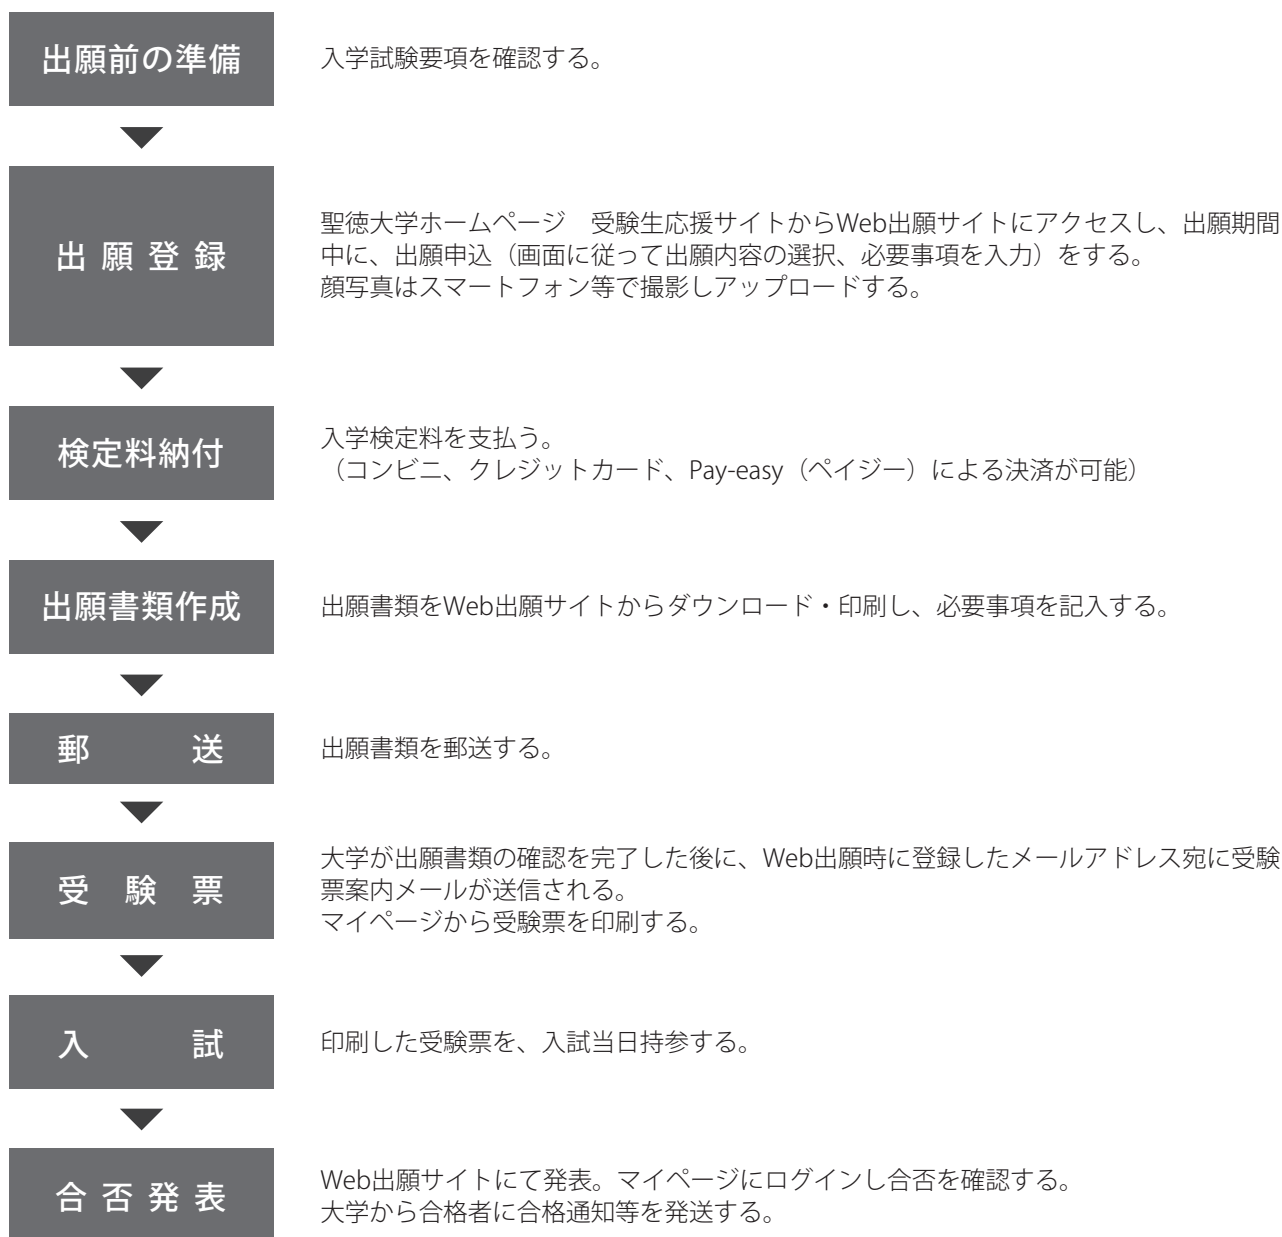 出願前の準備
入学試験要項を確認する。
出願登録
聖徳大学ホームページ　受験生応援サイトからWeb出願サイトにアクセスし、出願期間
中に、出願申込（画面に従って出願内容の選択、必要事項を入力）をする。
顔写真はスマートフォン等で撮影しアップロードする。
検定料納付
入学検定料を支払う。
（コンビニ、クレジットカード、Pay-easy（ペイジー）による決済が可能）
出願書類作成
出願書類をWeb出願サイトからダウンロード・印刷し、必要事項を記入する。
郵送
出願書類を郵送する。
受験票
大学が出願書類の確認を完了した後に、Web出願時に登録したメールアドレス宛に受験
票案内メールが送信される。
マイページから受験票を印刷する。
入試
印刷した受験票を、入試当日持参する。
合否発表
Web出願サイトにて発表。マイページにログインし合否を確認する。
大学から合格者に合格通知等を発送する。